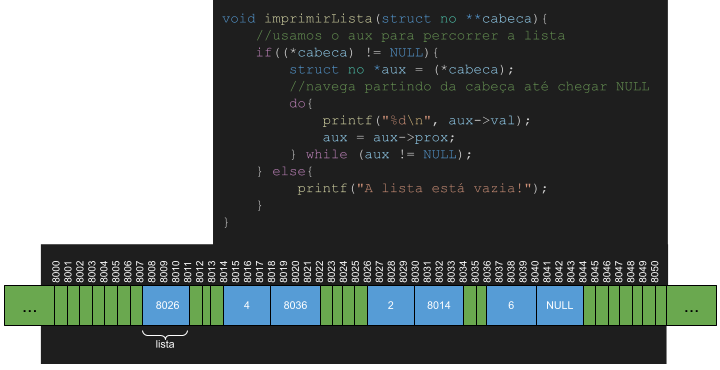 void imprimirLista(struct no **cabeca){
//usamos o aux para percorrer a lista
if((*cabeca) != NULL){
struct no *aux = (*cabeca);
//navega partindo da cabeça até chegar NULL
do{
printf("%d\n", aux->val);
aux = aux->prox;
} while (aux != NULL);
} else{
printf("A lista está vazia!");
}
}
8000 8001 8002 8003 8004 8005 8006 8007 8008 8009 8010 8011 8012 8013 8014 8015 8016 8017 8018 8019 8020 8021 8022 8023 8024 8025 8026 8027 8028 8029 8030 8031 8032 8033 8034 8035 8036 8037 8038 8039 8040 8041 8042 8043 8044 8045 8046 8047 8048 8049 8050
... 8026 4 8036 2 8014 6 NULL ...
lista